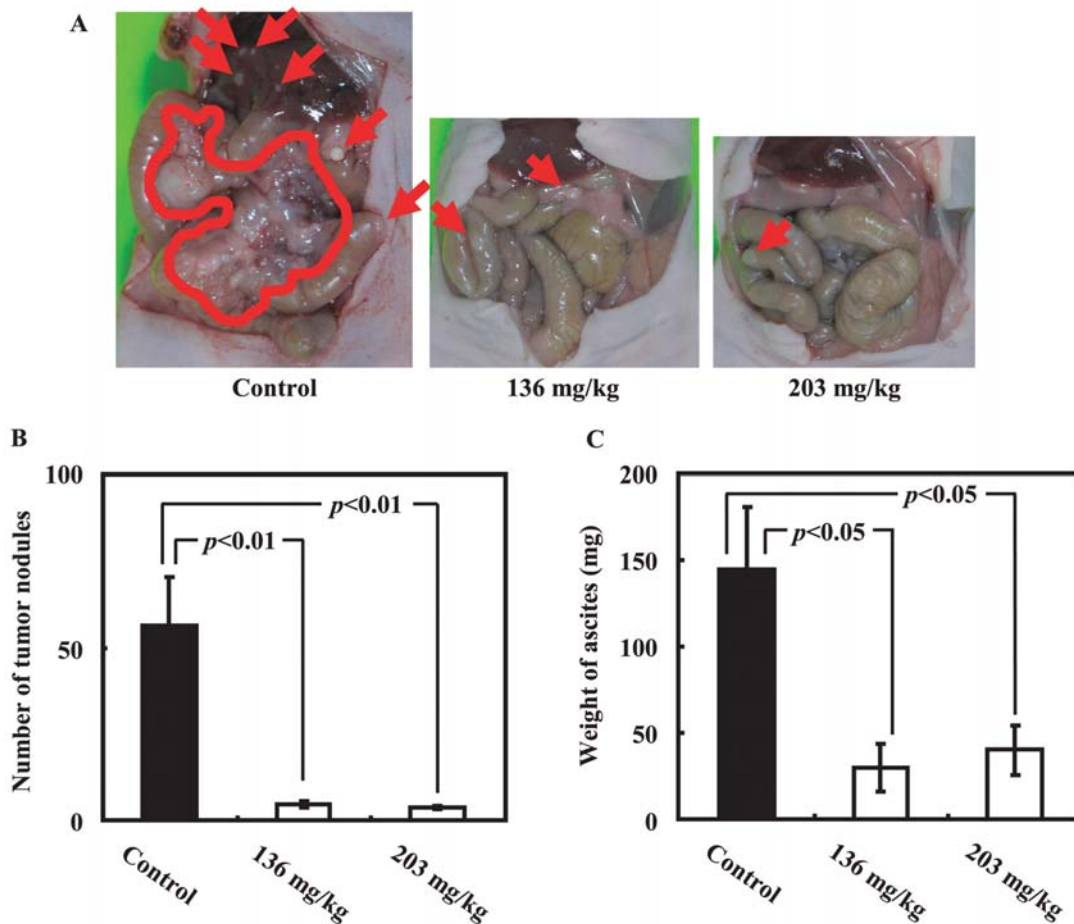 A
Control
136 mg/kg
203 mg/kg
B
Number of tumor nodules
100
50
0
p<0.01
p<0.01
Control
136 mg/kg
203 mg/kg
C
Weight of ascites (mg)
200
150
100
50
0
p<0.05
p<0.05
Control
136 mg/kg
203 mg/kg